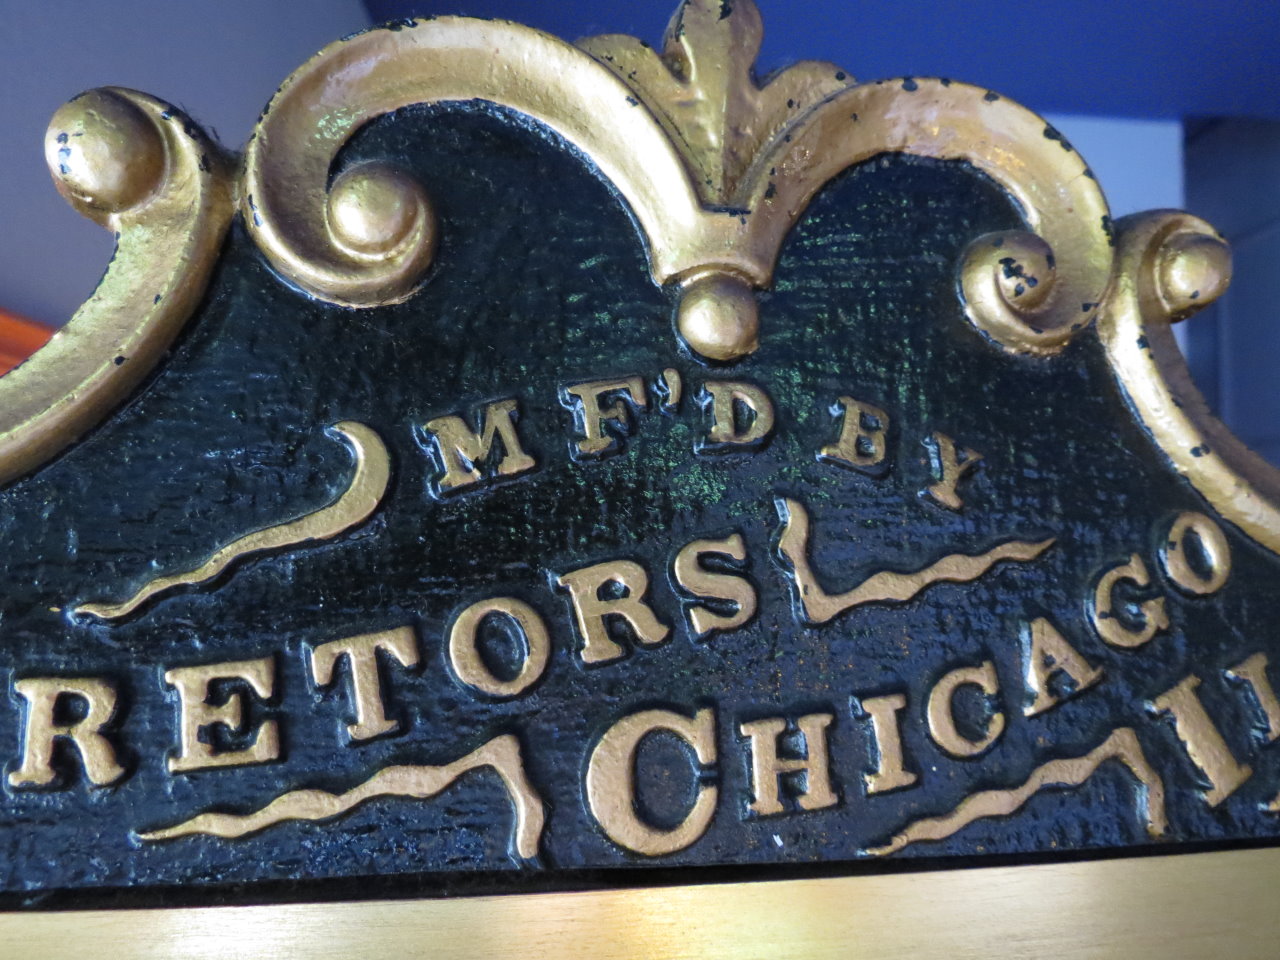 MF'D BY
RETORS
CHICAGO